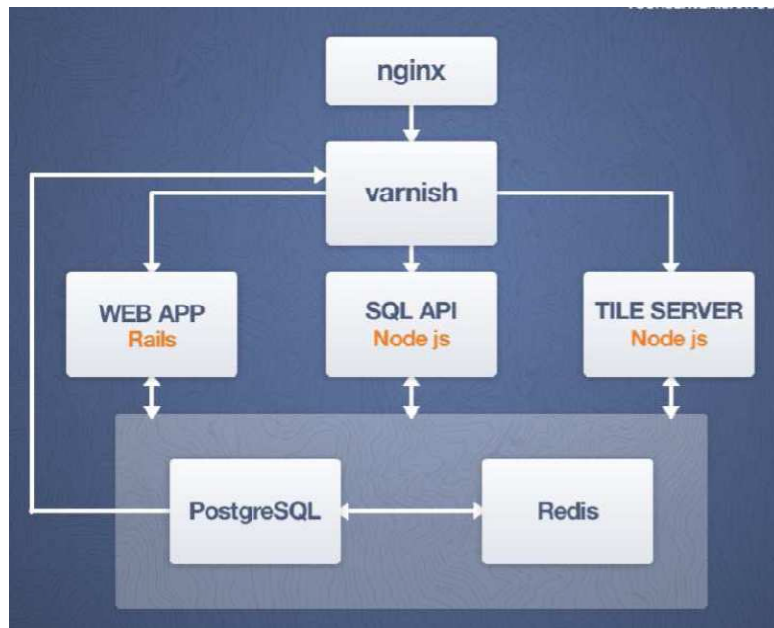 nginx
varnish
WEB APP
Rails
SQL API
Node js
TILE SERVER
Node js
PostgreSQL
Redis